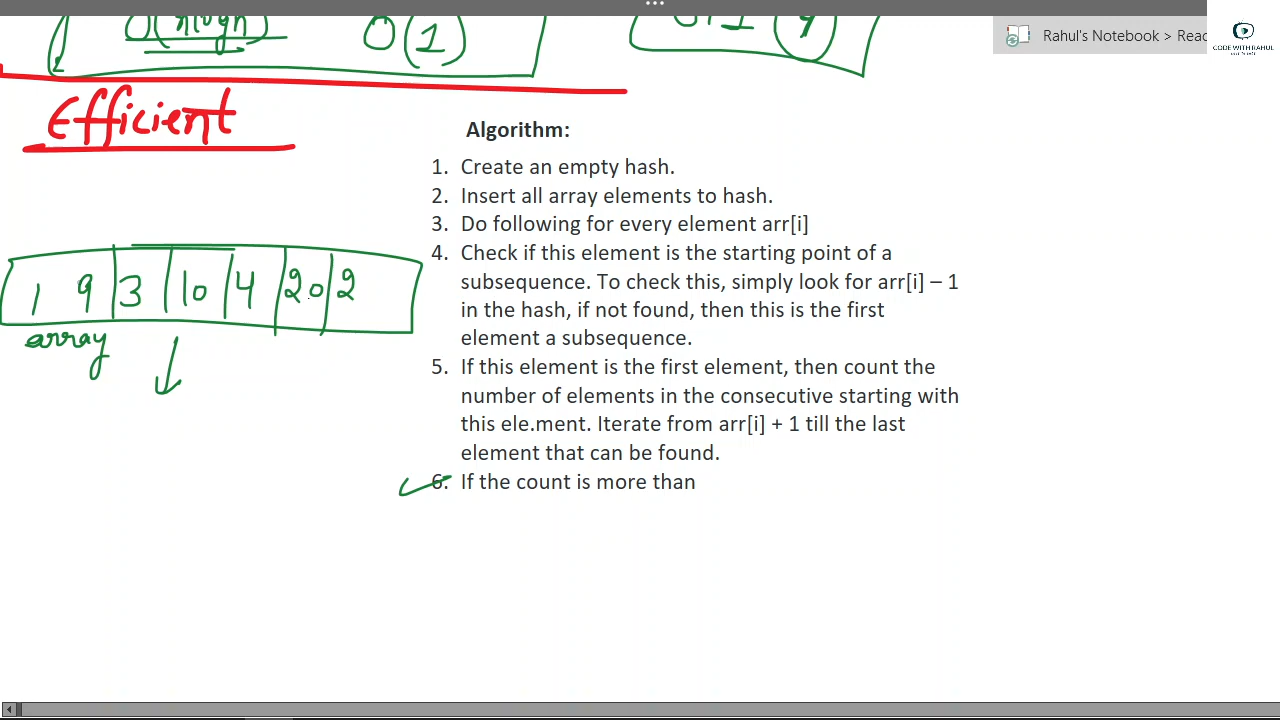 O(nlogn) O(1)
Rahul's Notebook > Reac
CODE WITH RAHUL
Efficient
Algorithm:
1. Create an empty hash.
2. Insert all array elements to hash.
3. Do following for every element arr[i]
4. Check if this element is the starting point of a
subsequence. To check this, simply look for arr[i] – 1
in the hash, if not found, then this is the first
element a subsequence.
5. If this element is the first element, then count the
number of elements in the consecutive starting with
this ele.ment. Iterate from arr[i] + 1 till the last
element that can be found.
6. If the count is more than
1 9 3 10 4 20 2
array